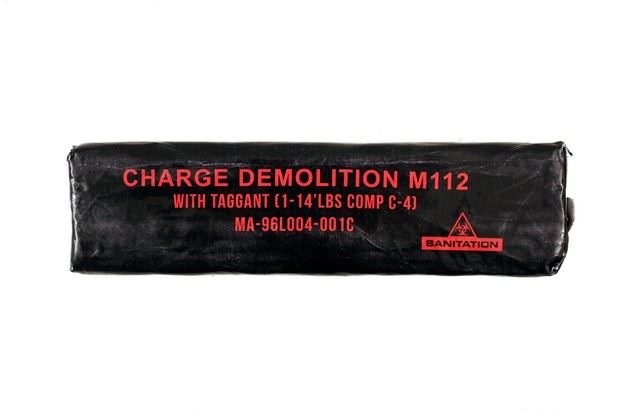 CHARGE DEMOLITION M112
WITH TAGGANT (1-14'LBS COMP C-4)
MA-96L004-001C
SANITATION